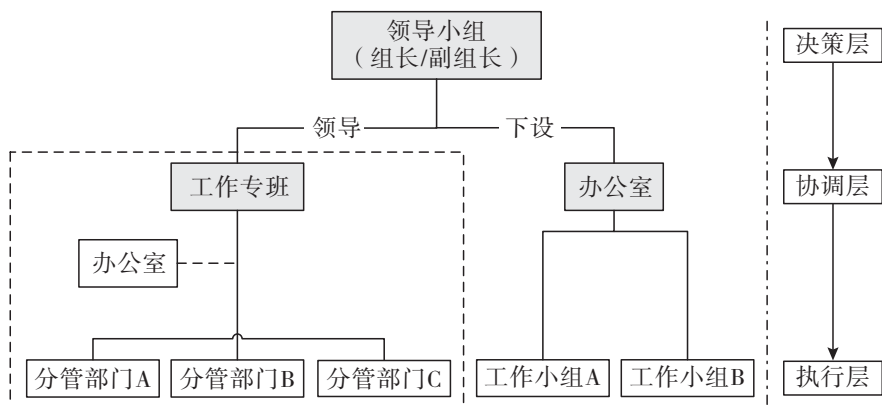 领导小组
（组长/副组长）
决策层
领导
下设
工作专班
办公室
协调层
办公室
分管部门A
分管部门B
分管部门C
工作小组A
工作小组B
执行层